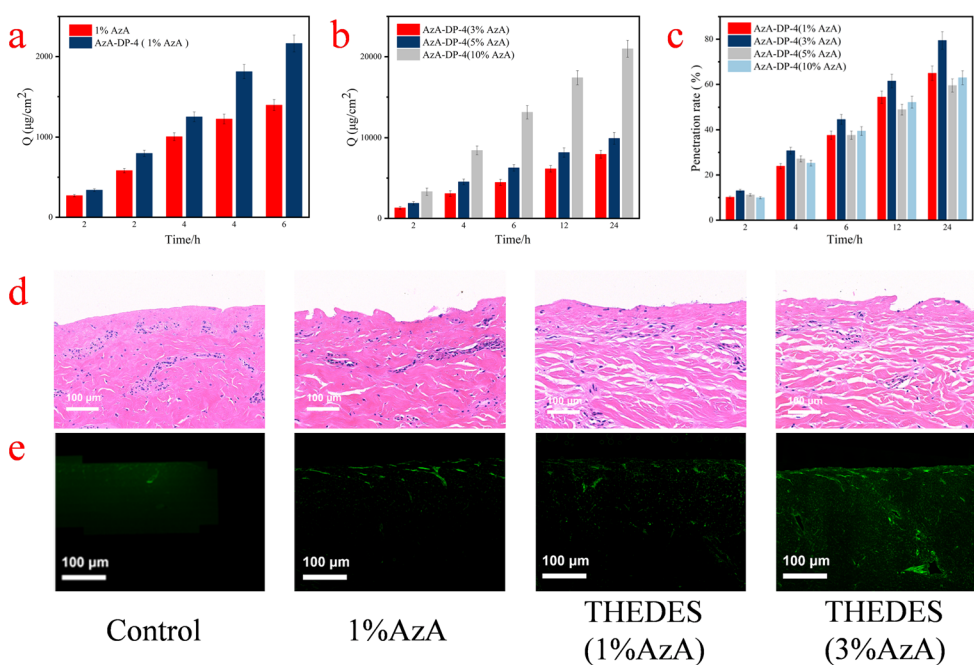 a
1% AzA
AzA-DP-4 ( 1% AzA )
Q (μg/cm²)
2000
1000
0
2 2 4 4 6
Time/h
b
AzA-DP-4(3% AzA)
AzA-DP-4(5% AzA)
AzA-DP-4(10% AzA)
Q (μg/cm²)
20000
10000
0
2 4 6 12 24
Time/h
c
AzA-DP-4(1% AzA)
AzA-DP-4(3% AzA)
AzA-DP-4(5% AzA)
AzA-DP-4(10% AzA)
Penetration rate ( % )
80
60
40
20
0
2 4 6 12 24
Time/h
d
100 μm
100 μm
100 μm
100 μm
e
100 μm
100 μm
100 μm
100 μm
Control
1%AzA
THEDES
(1%AzA)
THEDES
(3%AzA)